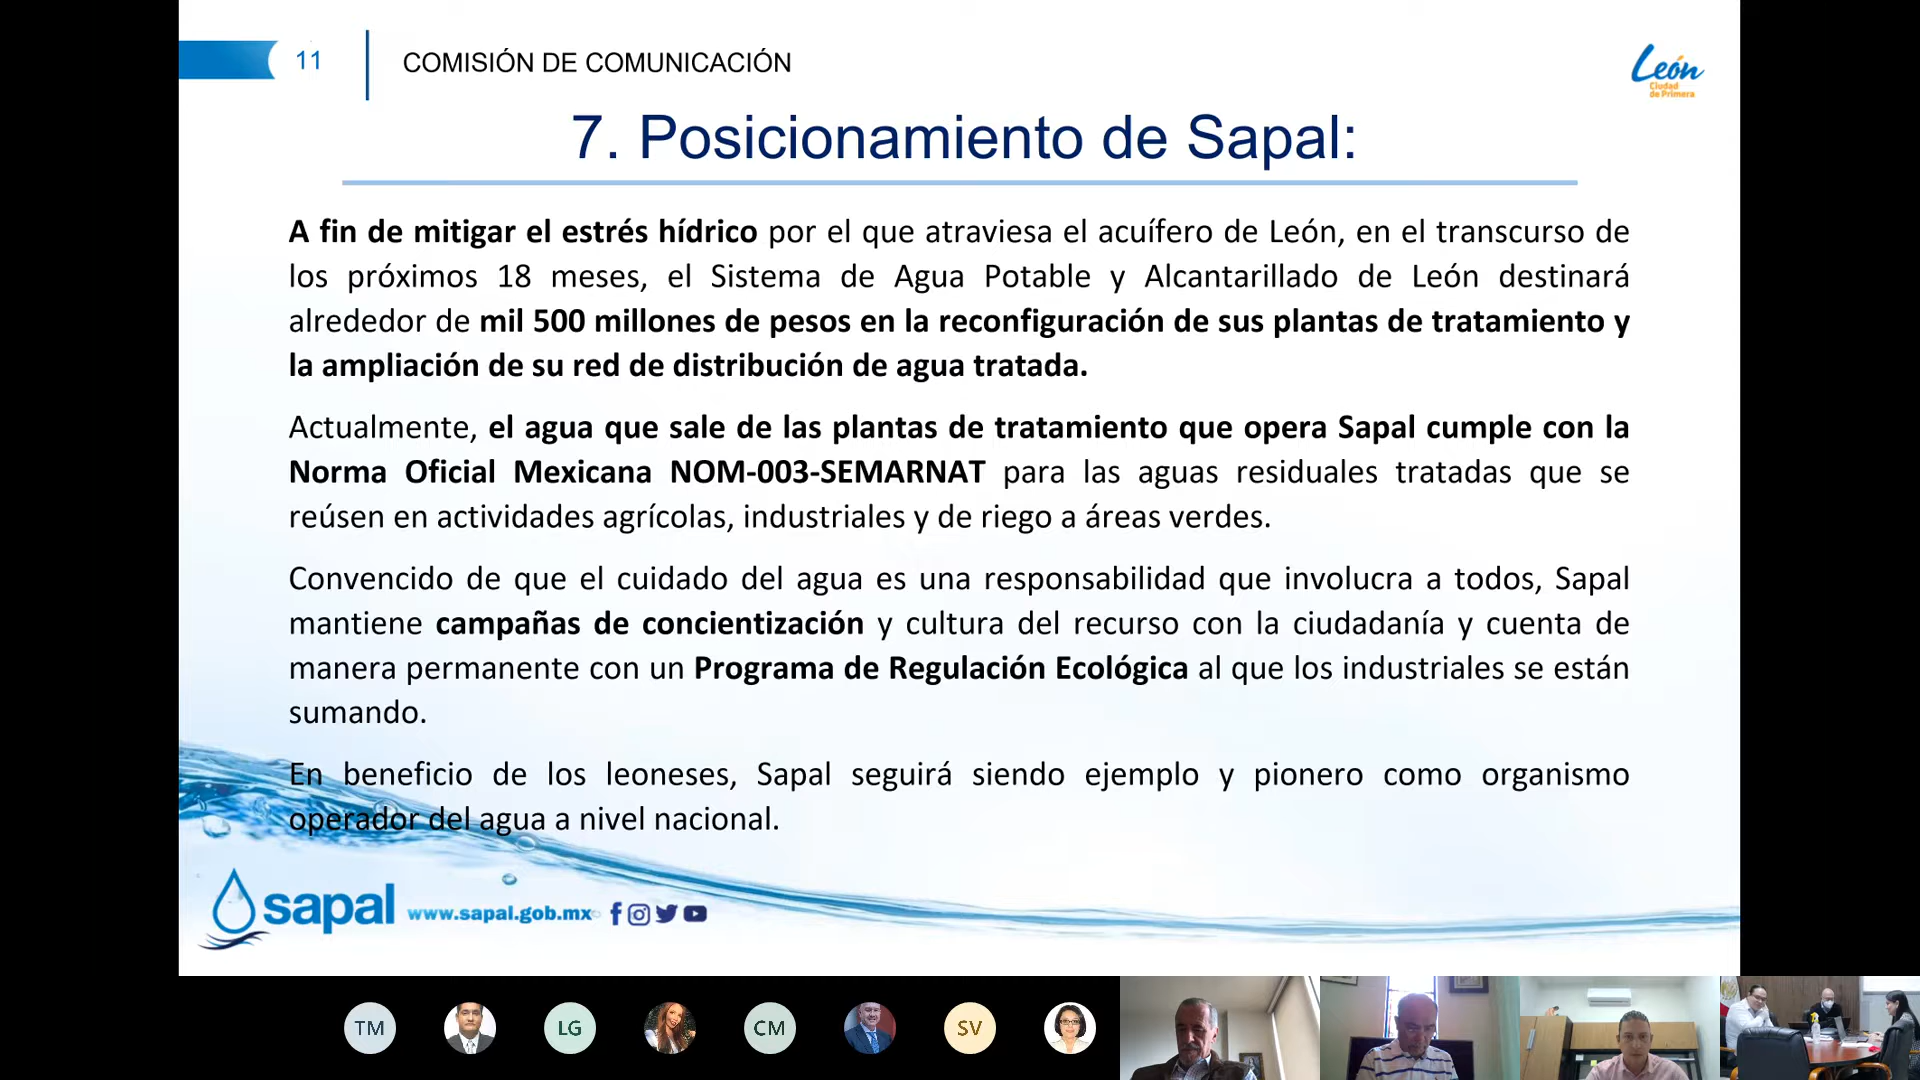 11
COMISIÓN DE COMUNICACIÓN
León
Ciudad
de Primera
7. Posicionamiento de Sapal:
A fin de mitigar el estrés hídrico por el que atraviesa el acuífero de León, en el transcurso de
los próximos 18 meses, el Sistema de Agua Potable y Alcantarillado de León destinará
alrededor de mil 500 millones de pesos en la reconfiguración de sus plantas de tratamiento y
la ampliación de su red de distribución de agua tratada.
Actualmente, el agua que sale de las plantas de tratamiento que opera Sapal cumple con la
Norma Oficial Mexicana NOM-003-SEMARNAT para las aguas residuales tratadas que se
reúsen en actividades agrícolas, industriales y de riego a áreas verdes.
Convencido de que el cuidado del agua es una responsabilidad que involucra a todos, Sapal
mantiene campañas de concientización y cultura del recurso con la ciudadanía y cuenta de
manera permanente con un Programa de Regulación Ecológica al que los industriales se están
sumando.
En beneficio de los leoneses, Sapal seguirá siendo ejemplo y pionero como organismo
operador del agua a nivel nacional.
sapal www.sapal.gob.mx
TM LG CM SV